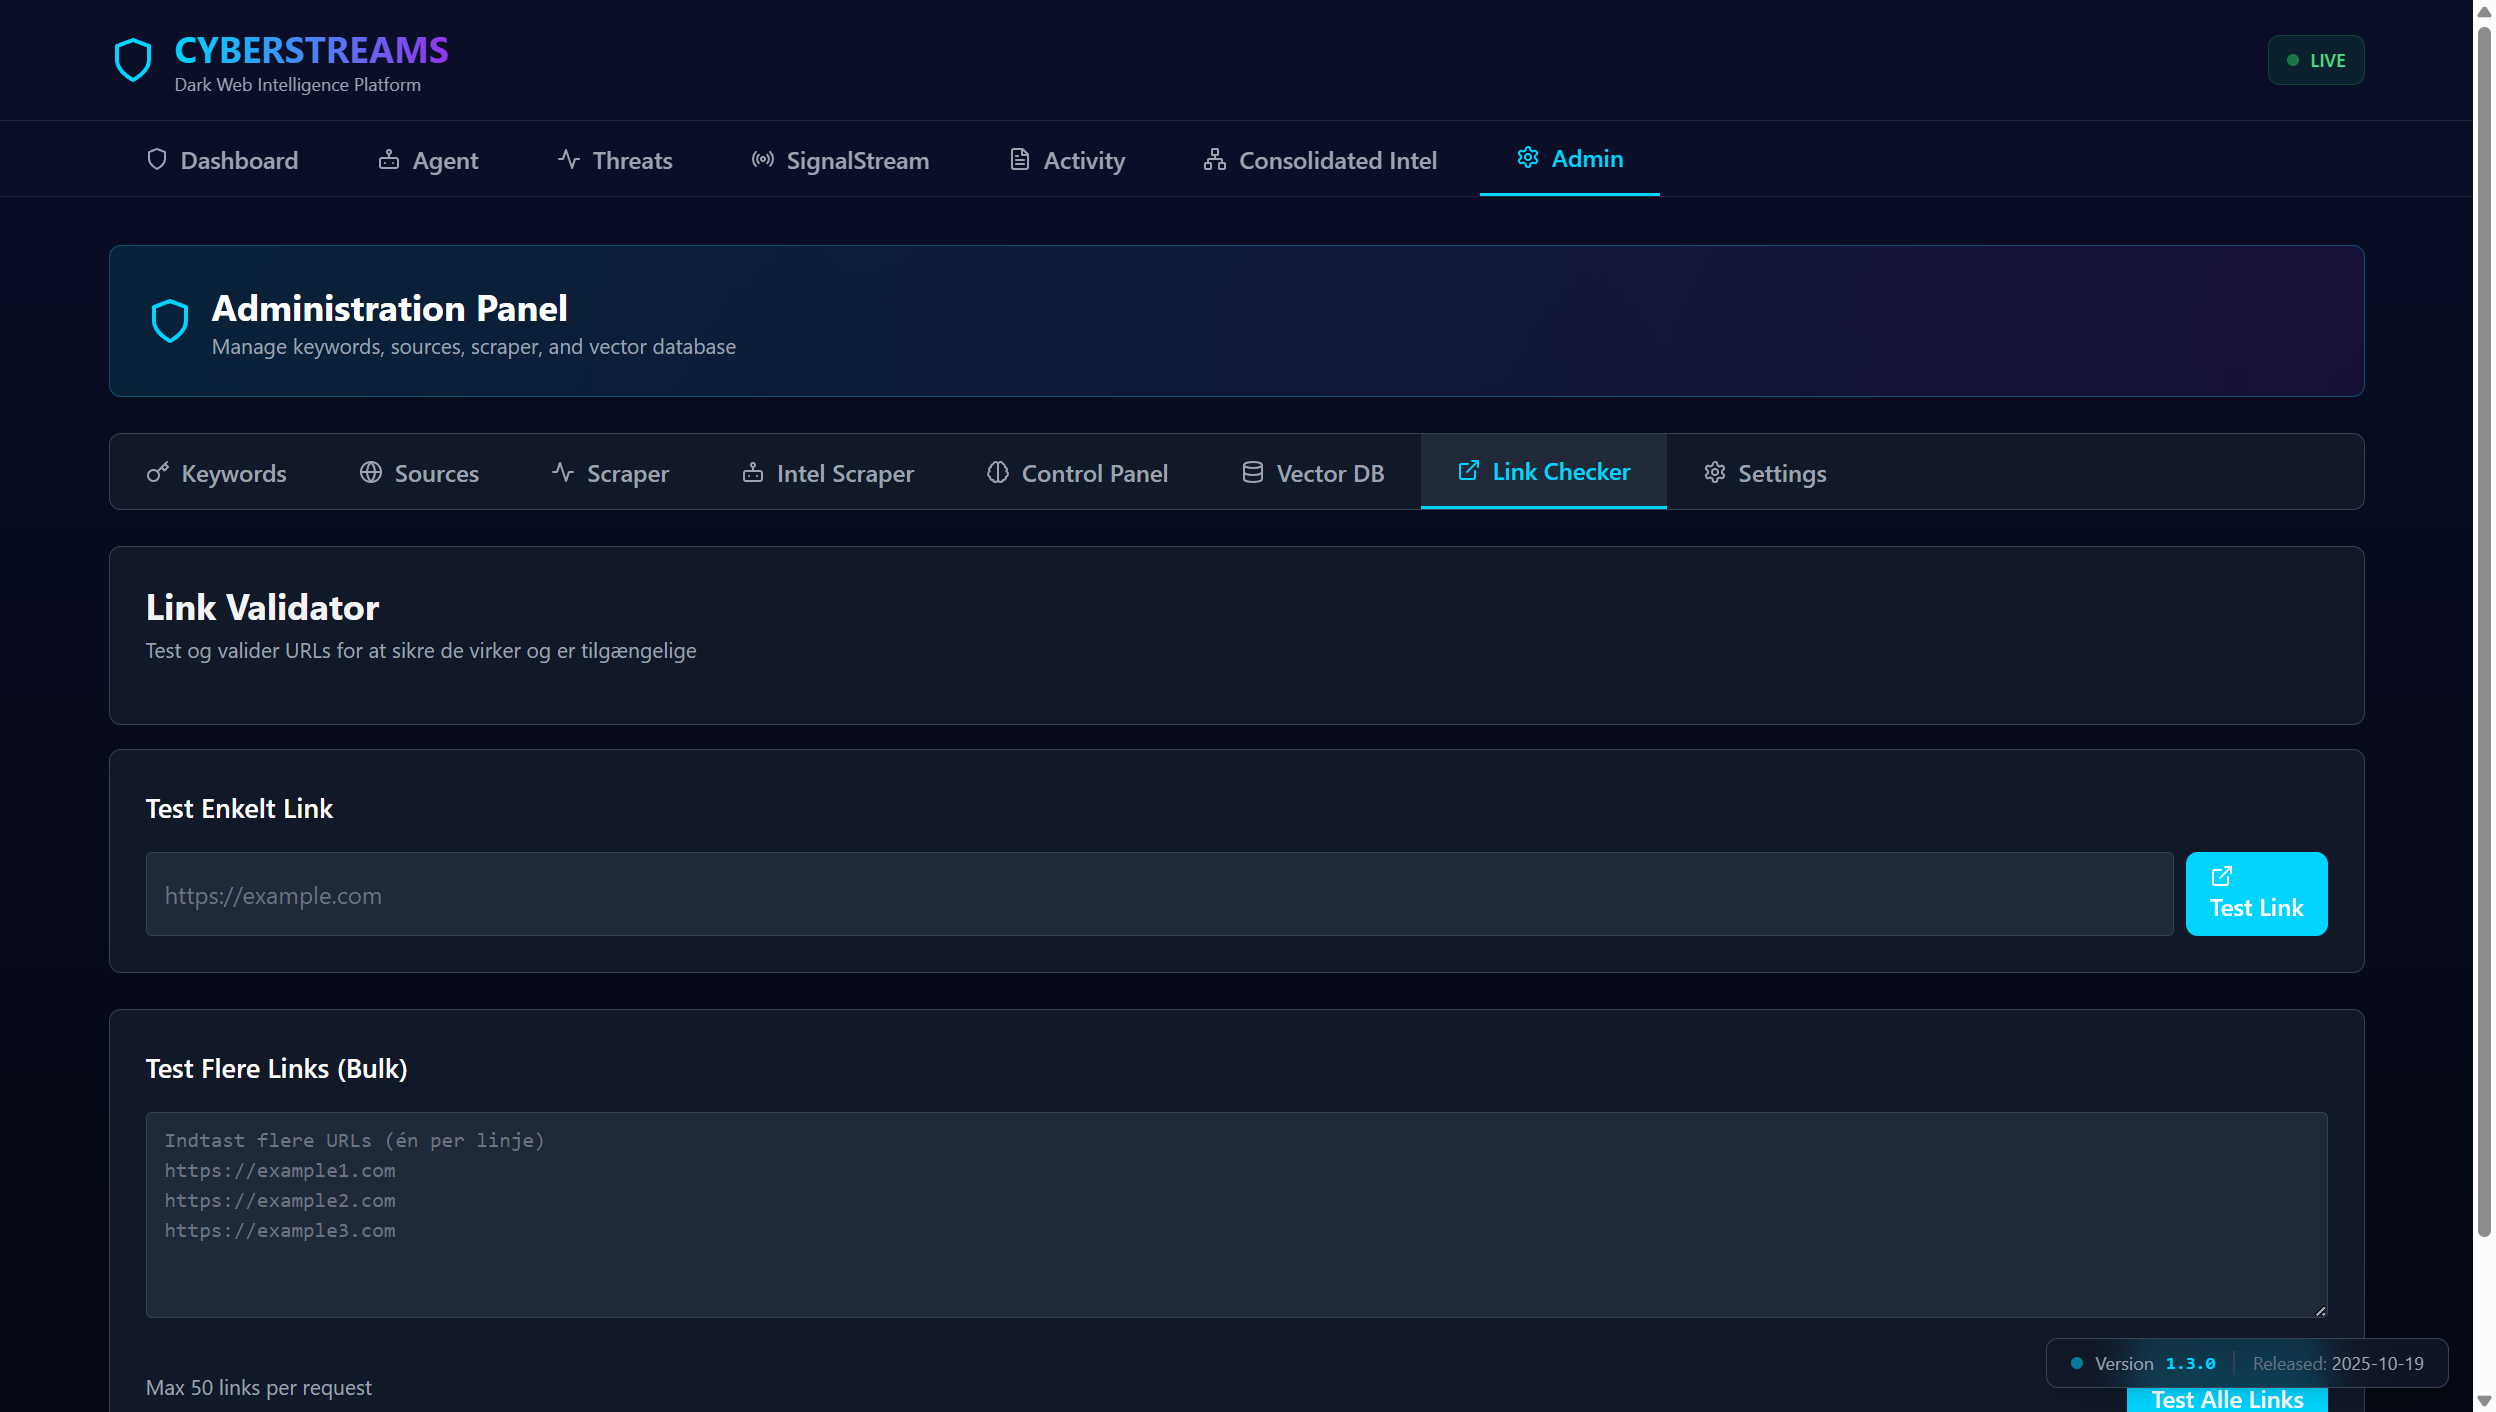 CYBERSTREAMS
Dark Web Intelligence Platform
LIVE
Dashboard
Agent
Threats
SignalStream
Activity
Consolidated Intel
Admin
Administration Panel
Manage keywords, sources, scraper, and vector database
Keywords
Sources
Scraper
Intel Scraper
Control Panel
Vector DB
Link Checker
Settings
Link Validator
Test og valider URLs for at sikre de virker og er tilgængelige
Test Enkelt Link
https://example.com
Test Link
Test Flere Links (Bulk)
Indtast flere URLs (én per linje)
https://example1.com
https://example2.com
https://example3.com
Max 50 links per request
Version 1.3.0
Released: 2025-10-19
Test Alle Links